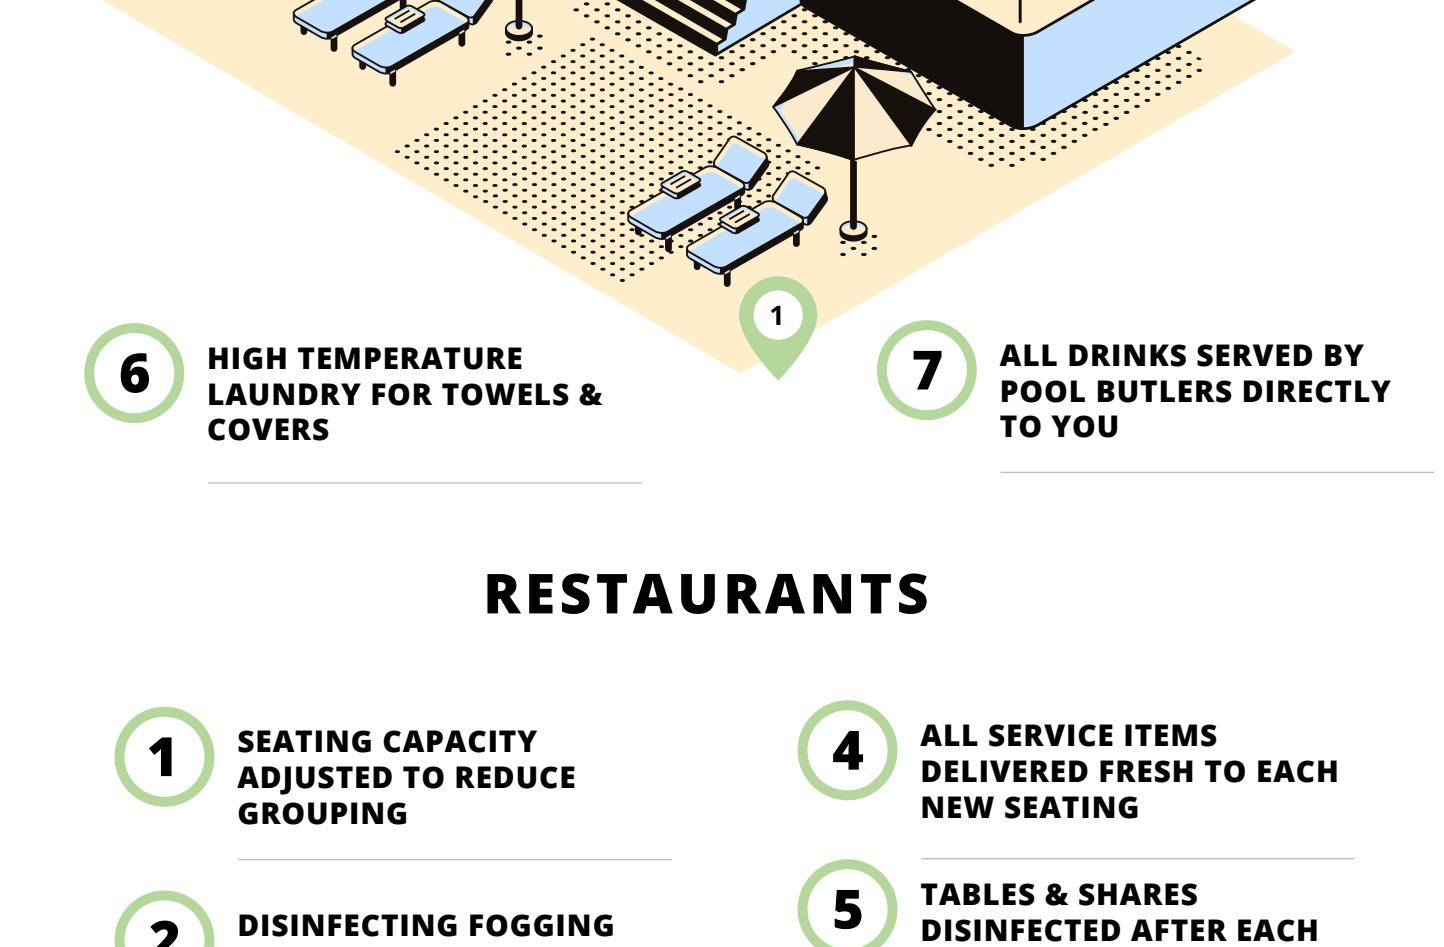 1
6
HIGH TEMPERATURE
LAUNDRY FOR TOWELS &
COVERS
7
ALL DRINKS SERVED BY
POOL BUTLERS DIRECTLY
TO YOU
RESTAURANTS
1
SEATING CAPACITY
ADJUSTED TO REDUCE
GROUPING
4
ALL SERVICE ITEMS
DELIVERED FRESH TO EACH
NEW SEATING
2
DISINFECTING FOGGING
5
TABLES & SHARES
DISINFECTED AFTER EACH